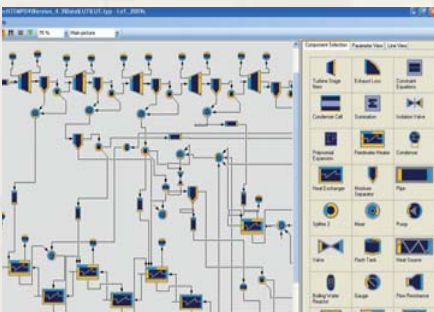 70 %
Main picture
Component Selection Parameter View Line View
Turbine Stage
Exhaust Loss
Constant
Equations
Condenser Cell
Summation
Isolation Valve
Polynomial
Expansion
Feedwater Heater
Condenser
Heat Exchanger
Moisture
Separator
Pipe
Splitter 2
Mixer
Pump
Valve
Flash Tank
Heat Source
Boiling Water
Reactor
Gauge
Flow Resistance